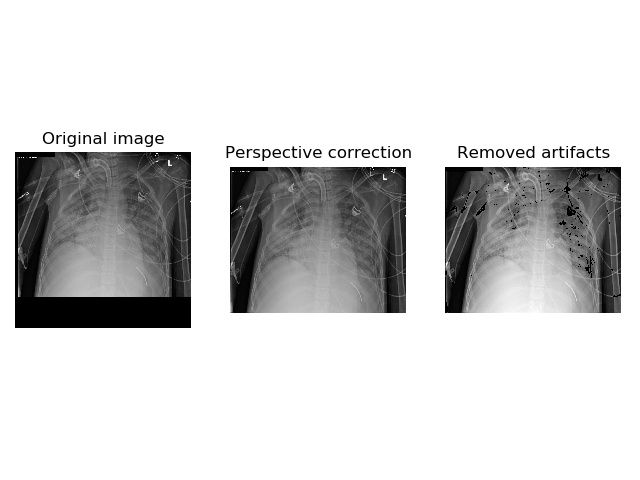 Original image
Perspective correction
Removed artifacts
L
L